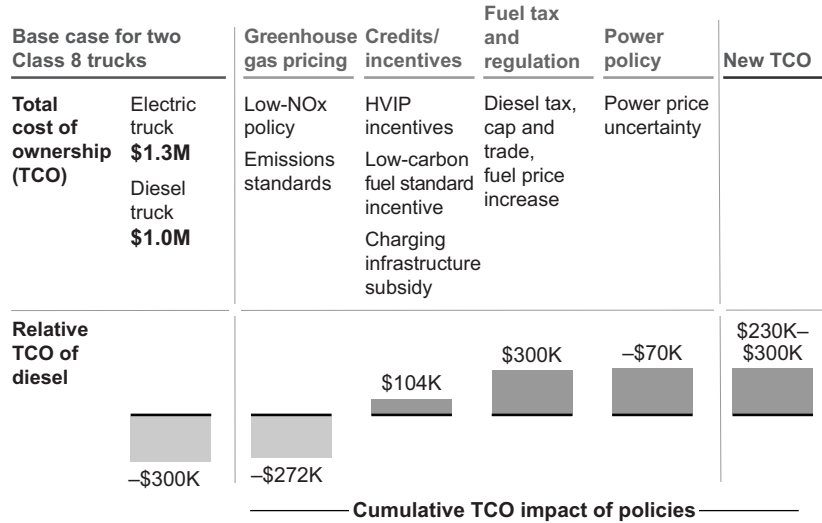 Base case for two
Class 8 trucks
Greenhouse
gas pricing
Credits/
incentives
Fuel tax
and
regulation
Power
policy
New TCO
Total
cost of
ownership
(TCO)
Electric
truck
$1.3M
Diesel
truck
$1.0M
Low-NOx
policy
Emissions
standards
HVIP
incentives
Low-carbon
fuel standard
incentive
Charging
infrastructure
subsidy
Diesel tax,
cap and
trade,
fuel price
increase
Power price
uncertainty
Relative
TCO of
diesel
–$300K
–$272K
$104K
$300K
–$70K
$230K–
$300K
Cumulative TCO impact of policies